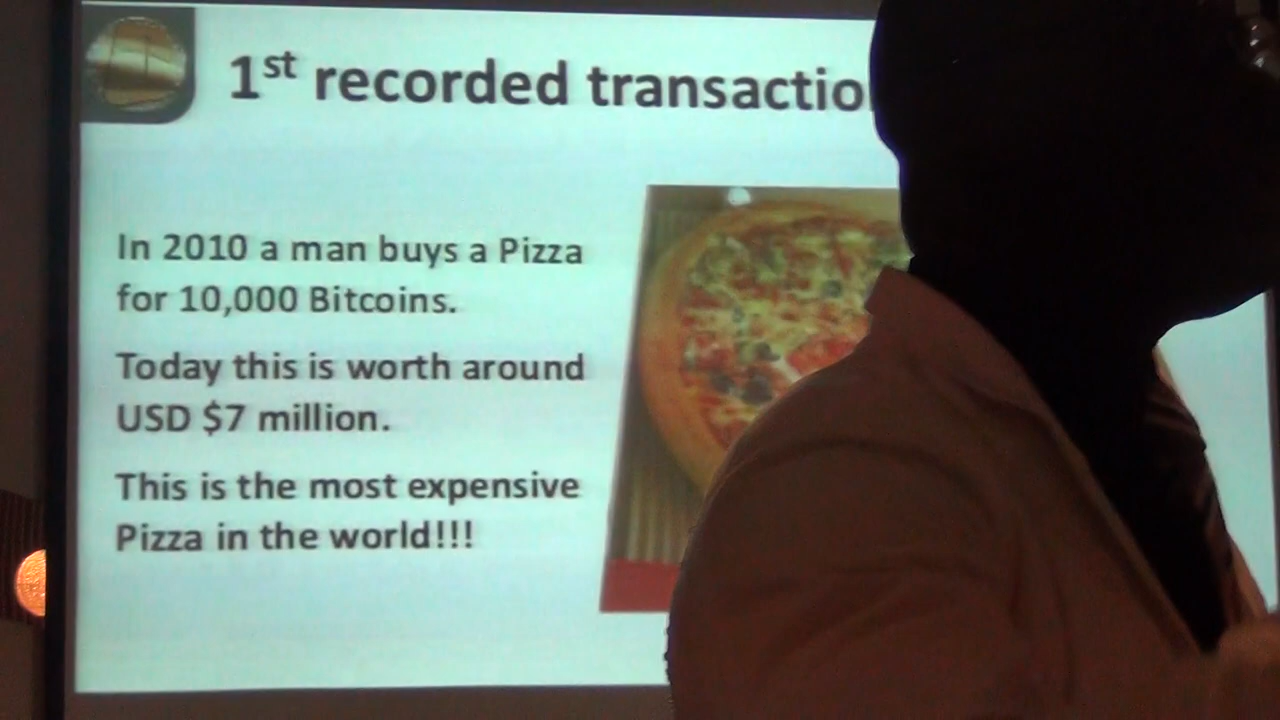 1st recorded transactio
In 2010 a man buys a Pizza
for 10,000 Bitcoins.
Today this is worth around
USD $7 million.
This is the most expensive
Pizza in the world!!!